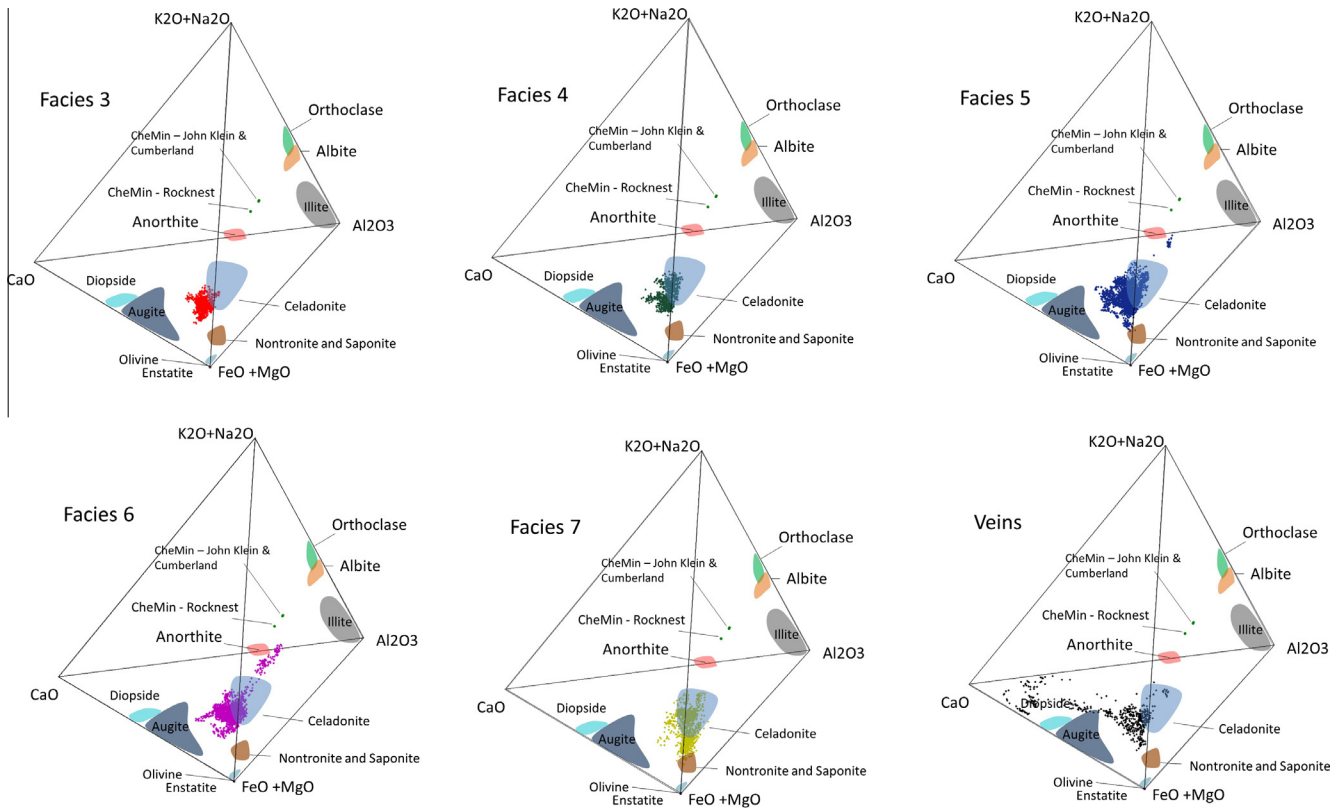 K2O+Na2O
Facies 3
Orthoclase
CheMin – John Klein &
Cumberland
Albite
CheMin - Rocknest
Illite
Anorthite
Al2O3
CaO
Diopside
Augite
Celadonite
Nontronite and Saponite
Olivine
Enstatite
FeO +MgO
K2O+Na2O
Facies 4
Orthoclase
CheMin – John Klein &
Cumberland
Albite
CheMin - Rocknest
Illite
Anorthite
Al2O3
CaO
Diopside
Augite
Celadonite
Nontronite and Saponite
Olivine
Enstatite
FeO +MgO
K2O+Na2O
Facies 5
Orthoclase
CheMin – John Klein &
Cumberland
Albite
CheMin - Rocknest
Illite
Anorthite
Al2O3
CaO
Diopside
Augite
Celadonite
Nontronite and Saponite
Olivine
Enstatite
FeO +MgO
K2O+Na2O
Facies 6
Orthoclase
CheMin – John Klein &
Cumberland
Albite
CheMin - Rocknest
Illite
Anorthite
Al2O3
CaO
Diopside
Augite
Celadonite
Nontronite and Saponite
Olivine
Enstatite
FeO +MgO
K2O+Na2O
Facies 7
Orthoclase
CheMin – John Klein &
Cumberland
Albite
CheMin - Rocknest
Illite
Anorthite
Al2O3
CaO
Diopside
Augite
Celadonite
Nontronite and Saponite
Olivine
Enstatite
FeO +MgO
K2O+Na2O
Veins
Orthoclase
CheMin – John Klein &
Cumberland
Albite
CheMin - Rocknest
Illite
Anorthite
Al2O3
CaO
Diopside
Augite
Celadonite
Nontronite and Saponite
Olivine
Enstatite
FeO +MgO